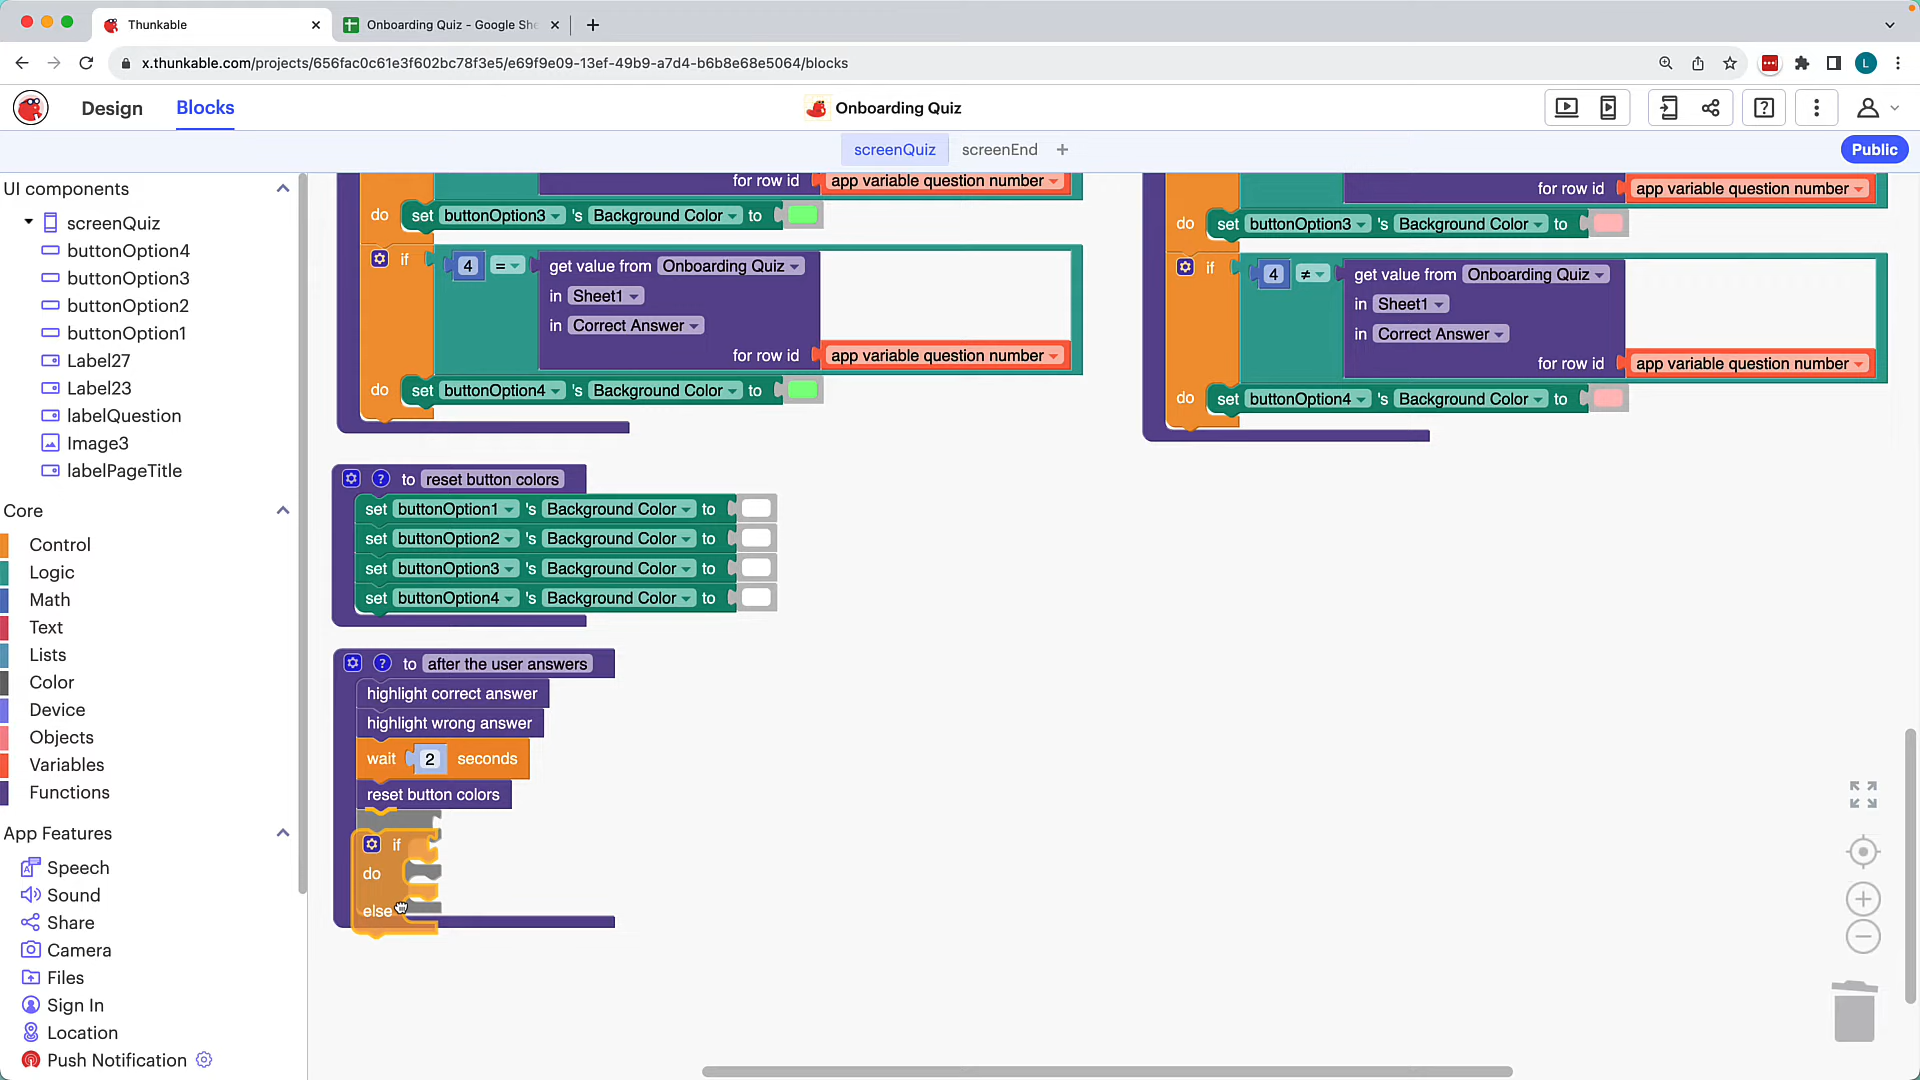 Thunkable
Onboarding Quiz - Google She
x.thunkable.com/projects/656fac0c61e3f602bc78f3e5/e69f9e09-13ef-49b9-a7d4-b6b8e68e5064/blocks
L
Design
Blocks
Onboarding Quiz
screenQuiz
screenEnd
Public
UI components
screenQuiz
buttonOption4
buttonOption3
buttonOption2
buttonOption1
Label27
Label23
labelQuestion
Image3
labelPageTitle
Core
Control
Logic
Math
Text
Lists
Color
Device
Objects
Variables
Functions
App Features
Speech
Sound
Share
Camera
Files
Sign In
Location
Push Notification
for row id app variable question number
do set buttonOption3 's Background Color to
if 4 = get value from Onboarding Quiz
in Sheet1
in Correct Answer
for row id app variable question number
do set buttonOption4 's Background Color to
for row id app variable question number
do set buttonOption3 's Background Color to
if 4 ≠ get value from Onboarding Quiz
in Sheet1
in Correct Answer
for row id app variable question number
do set buttonOption4 's Background Color to
to reset button colors
set buttonOption1 's Background Color to
set buttonOption2 's Background Color to
set buttonOption3 's Background Color to
set buttonOption4 's Background Color to
to after the user answers
highlight correct answer
highlight wrong answer
wait 2 seconds
reset button colors
if
do
else